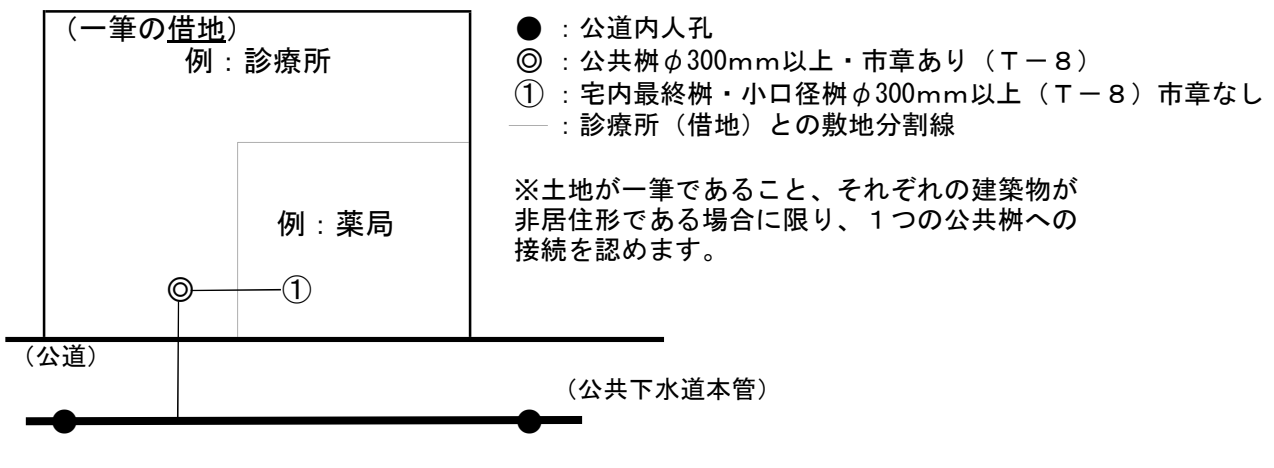 （一筆の借地）
例：診療所
例：薬局
①
（公道）
（公共下水道本管）
● ：公道内人孔
◎ ：公共桝φ300ｍｍ以上・市章あり（Ｔ－８）
① ：宅内最終桝・小口径桝φ300ｍｍ以上（Ｔ－８）市章なし
：診療所（借地）との敷地分割線
※土地が一筆であること、それぞれの建築物が
非居住形である場合に限り、１つの公共桝への
接続を認めます。